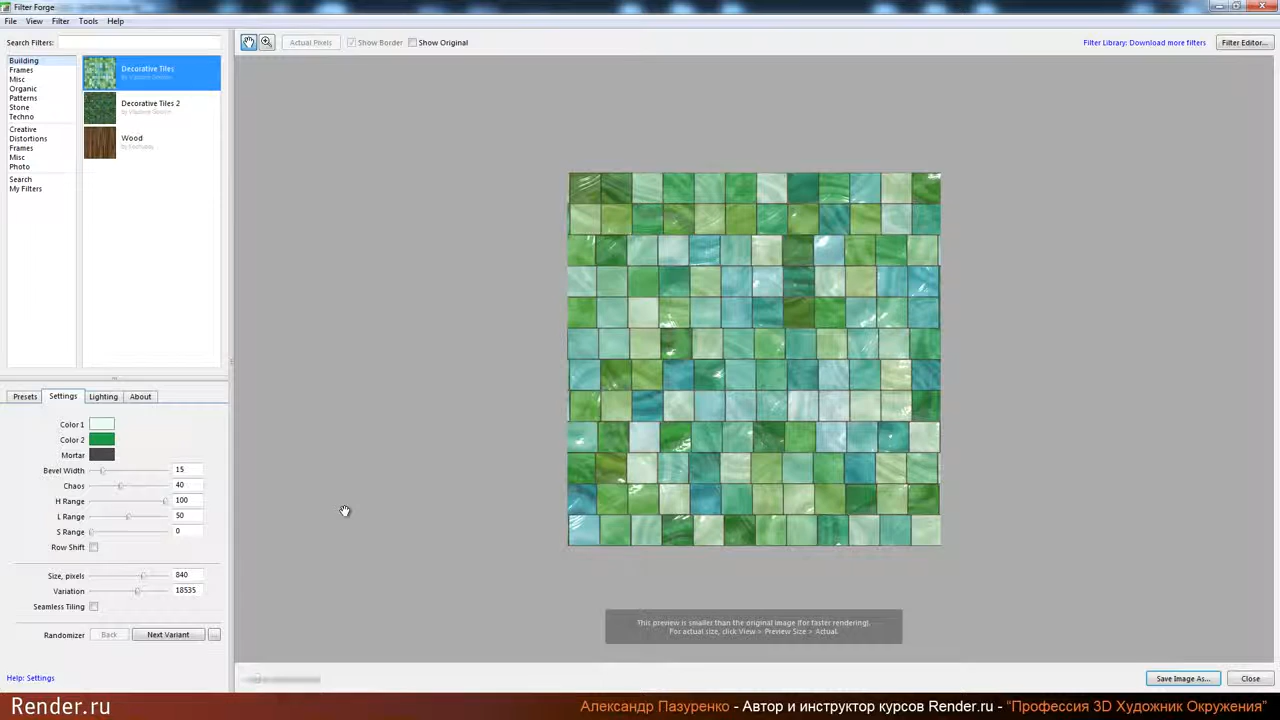 Filter Forge
File View Filter Tools Help
Search Filters:
Actual Pixels
Show Border
Show Original
Filter Library: Download more filters
Filter Editor...
Building
Frames
Misc
Organic
Patterns
Stone
Techno
Creative
Distortions
Frames
Misc
Photo
Search
My Filters
Decorative Tiles
Decorative Tiles 2
Wood
Presets Settings Lighting About
Color 1
Color 2
Mortar
Bevel Width 15
Chaos 40
H Range 100
L Range 50
S Range 0
Row Shift
Size, pixels 840
Variation 18535
Seamless Tiling
Randomizer Back Next Variant ...
Help: Settings
This preview is smaller than the original image (for faster rendering).
For actual size, click View > Preview Size > Actual.
Save Image As... Close
Render.ru
Александр Пазуренко - Автор и инструктор курсов Render.ru - “Профессия 3D Художник Окружения”